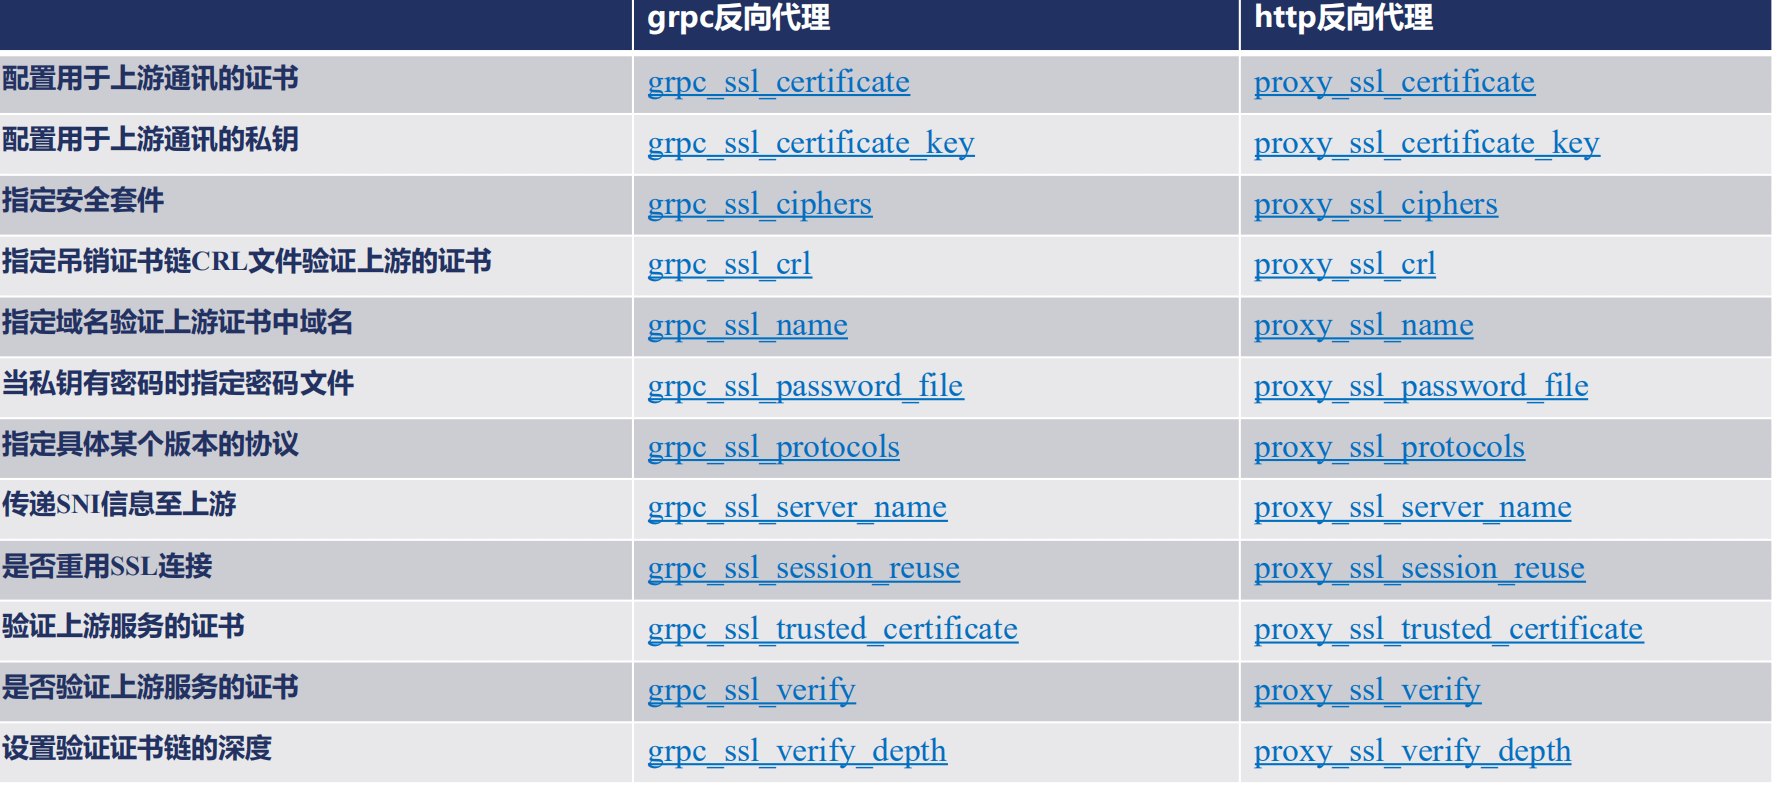 grpc反向代理 http反向代理
配置用于上游通讯的证书 grpc_ssl_certificate proxy_ssl_certificate
配置用于上游通讯的私钥 grpc_ssl_certificate_key proxy_ssl_certificate_key
指定安全套件 grpc_ssl_ciphers proxy_ssl_ciphers
指定吊销证书链CRL文件验证上游的证书 grpc_ssl_crl proxy_ssl_crl
指定域名验证上游证书中域名 grpc_ssl_name proxy_ssl_name
当私钥有密码时指定密码文件 grpc_ssl_password_file proxy_ssl_password_file
指定具体某个版本的协议 grpc_ssl_protocols proxy_ssl_protocols
传递SNI信息至上游 grpc_ssl_server_name proxy_ssl_server_name
是否重用SSL连接 grpc_ssl_session_reuse proxy_ssl_session_reuse
验证上游服务的证书 grpc_ssl_trusted_certificate proxy_ssl_trusted_certificate
是否验证上游服务的证书 grpc_ssl_verify proxy_ssl_verify
设置验证证书链的深度 grpc_ssl_verify_depth proxy_ssl_verify_depth